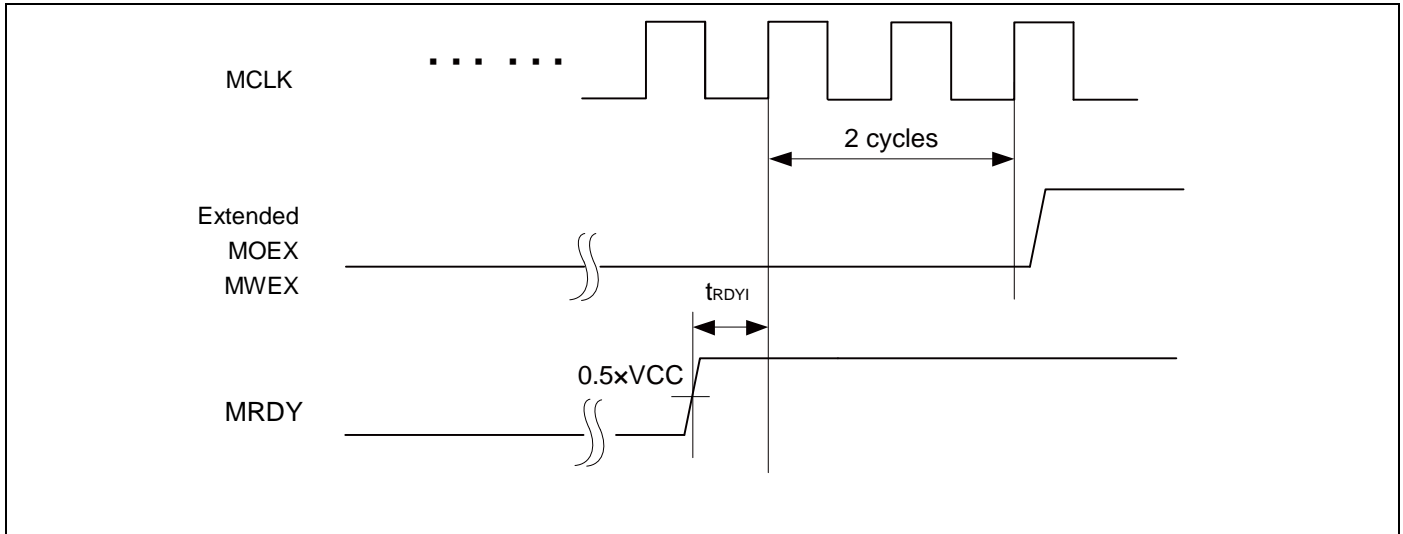 MCLK
2 cycles
Extended
MOEX
MWEX
tRDYI
0.5×VCC
MRDY